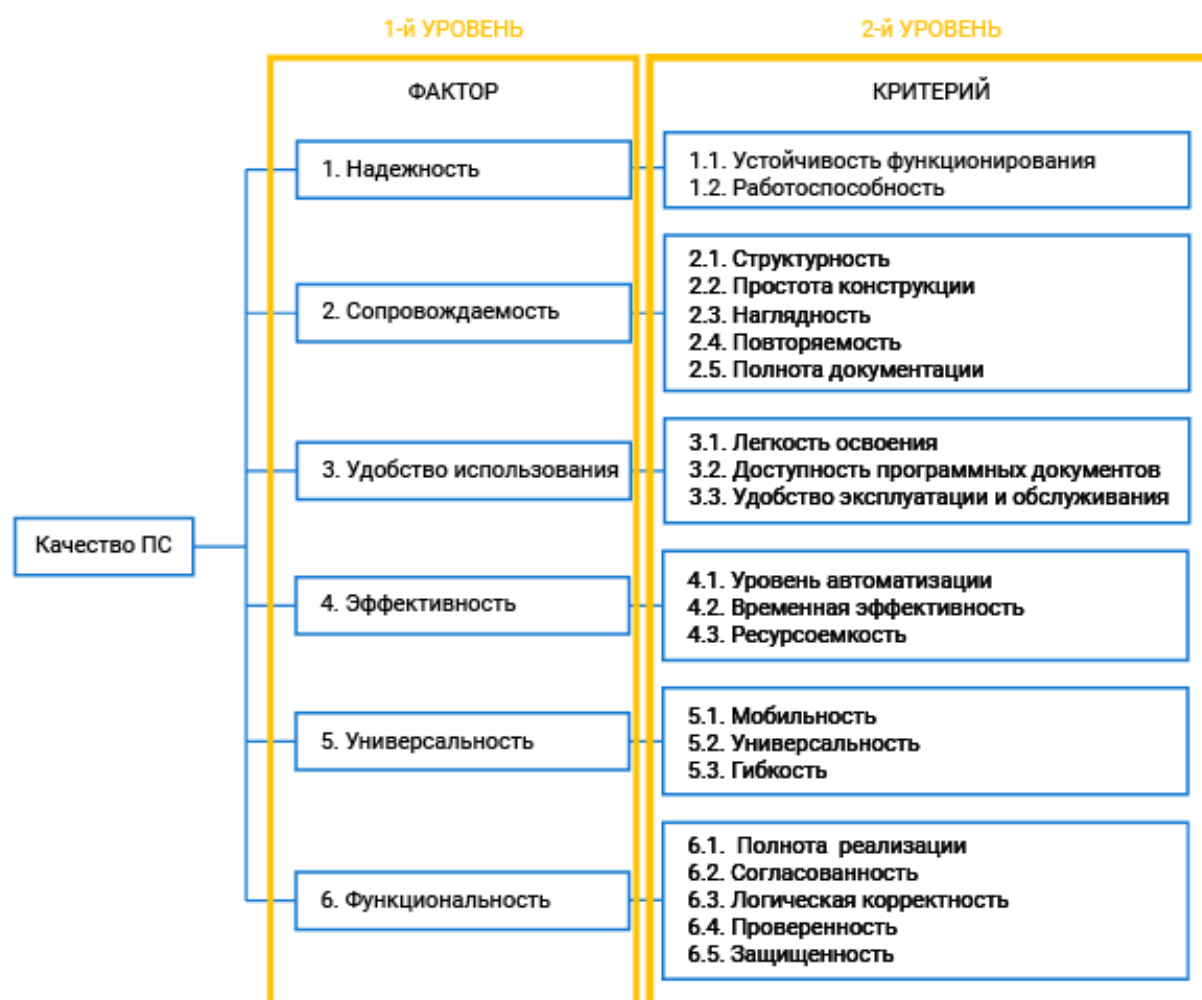 1-й УРОВЕНЬ
2-й УРОВЕНЬ
ФАКТОР
КРИТЕРИЙ
Качество ПС
1. Надежность
1.1. Устойчивость функционирования
1.2. Работоспособность
2. Сопровождаемость
2.1. Структурность
2.2. Простота конструкции
2.3. Наглядность
2.4. Повторяемость
2.5. Полнота документации
3. Удобство использования
3.1. Легкость освоения
3.2. Доступность программных документов
3.3. Удобство эксплуатации и обслуживания
4. Эффективность
4.1. Уровень автоматизации
4.2. Временная эффективность
4.3. Ресурсоемкость
5. Универсальность
5.1. Мобильность
5.2. Универсальность
5.3. Гибкость
6. Функциональность
6.1. Полнота реализации
6.2. Согласованность
6.3. Логическая корректность
6.4. Проверенность
6.5. Защищенность